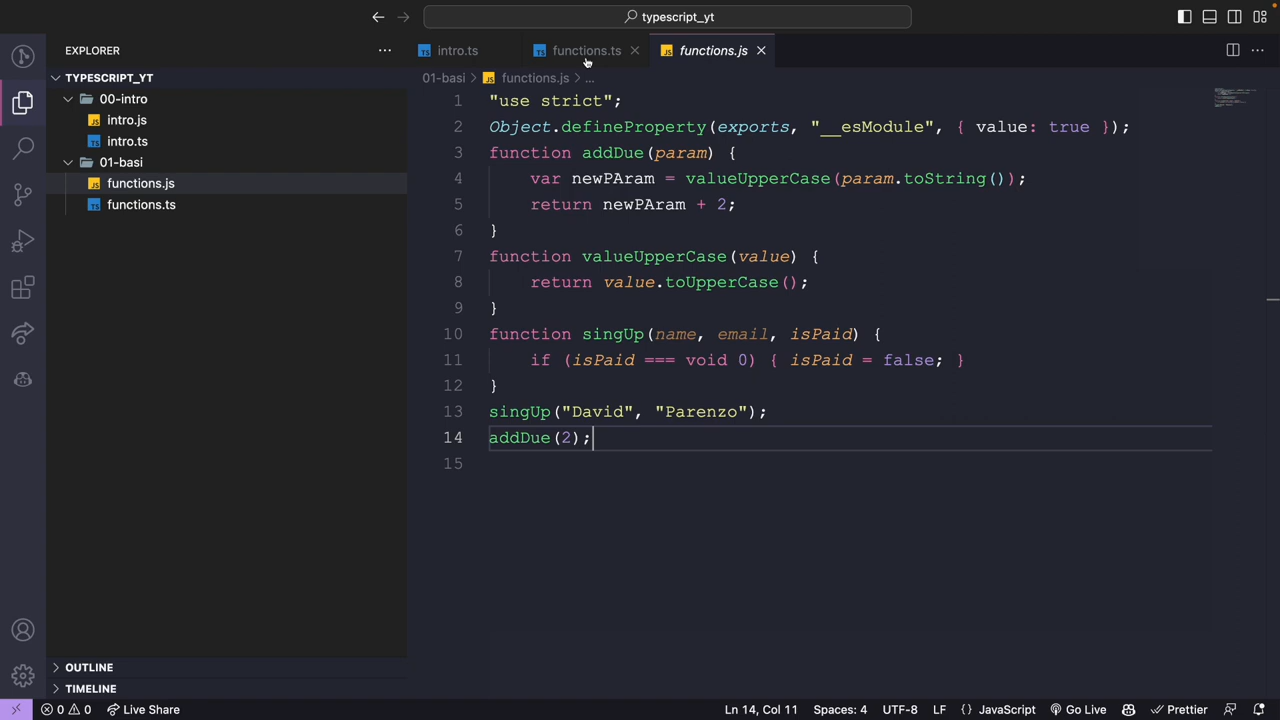 typescript_yt
EXPLORER
TYPESCRIPT_YT
00-intro
intro.js
intro.ts
01-basi
functions.js
functions.ts
OUTLINE
TIMELINE
intro.ts
functions.ts
functions.js
01-basi > functions.js > ...
1 "use strict";
2 Object.defineProperty(exports, "__esModule", { value: true });
3 function addDue(param) {
4 var newPAram = valueUpperCase(param.toString());
5 return newPAram + 2;
6 }
7 function valueUpperCase(value) {
8 return value.toUpperCase();
9 }
10 function singUp(name, email, isPaid) {
11 if (isPaid === void 0) { isPaid = false; }
12 }
13 singUp("David", "Parenzo");
14 addDue(2);
15
0 0 Live Share Ln 14, Col 11 Spaces: 4 UTF-8 LF {} JavaScript Go Live Prettier